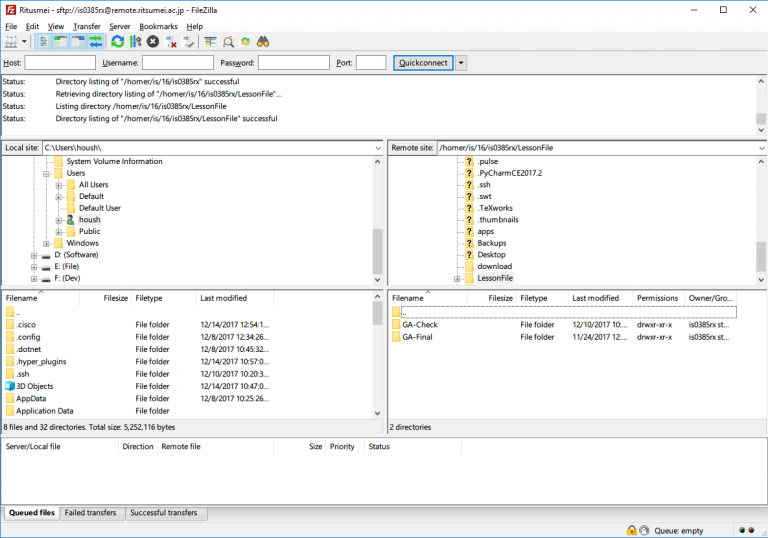 Ritusmei - sftp://is0385rx@remote.ritsumei.ac.jp - FileZilla
File Edit View Transfer Server Bookmarks Help
Host: Username: Password: Port: Quickconnect
Status: Directory listing of "/homer/is/16/is0385rx" successful
Status: Retrieving directory listing of "/homer/is/16/is0385rx/LessonFile"...
Status: Listing directory /homer/is/16/is0385rx/LessonFile
Status: Directory listing of "/homer/is/16/is0385rx/LessonFile" successful
Local site: C:\Users\housh\
System Volume Information
Users
All Users
Default
Default User
housh
Public
Windows
D: (Software)
E: (File)
F: (Dev)
Remote site: /homer/is/16/is0385rx/LessonFile
.pulse
.PyCharmCE2017.2
.ssh
.swt
.TeXworks
.thumbnails
apps
Backups
Desktop
download
LessonFile
Filename Filesize Filetype Last modified
..
.cisco File folder 12/14/2017 12:54:1...
.config File folder 12/8/2017 12:34:26...
.dotnet File folder 12/8/2017 10:45:32...
.hyper_plugins File folder 12/14/2017 10:57:0...
.ssh File folder 12/10/2017 10:20:3...
3D Objects File folder 12/14/2017 10:47:0...
AppData File folder 12/8/2017 10:25:26...
Application Data File folder
8 files and 32 directories. Total size: 5,252,116 bytes
Filename Filesize Filetype Last modified Permissions Owner/Gro...
..
GA-Check File folder 12/10/2017 10:... drwxr-xr-x is0385rx st...
GA-Final File folder 11/24/2017 12:... drwxr-xr-x is0385rx st...
2 directories
Server/Local file Direction Remote file Size Priority Status
Queued files Failed transfers Successful transfers
Queue: empty